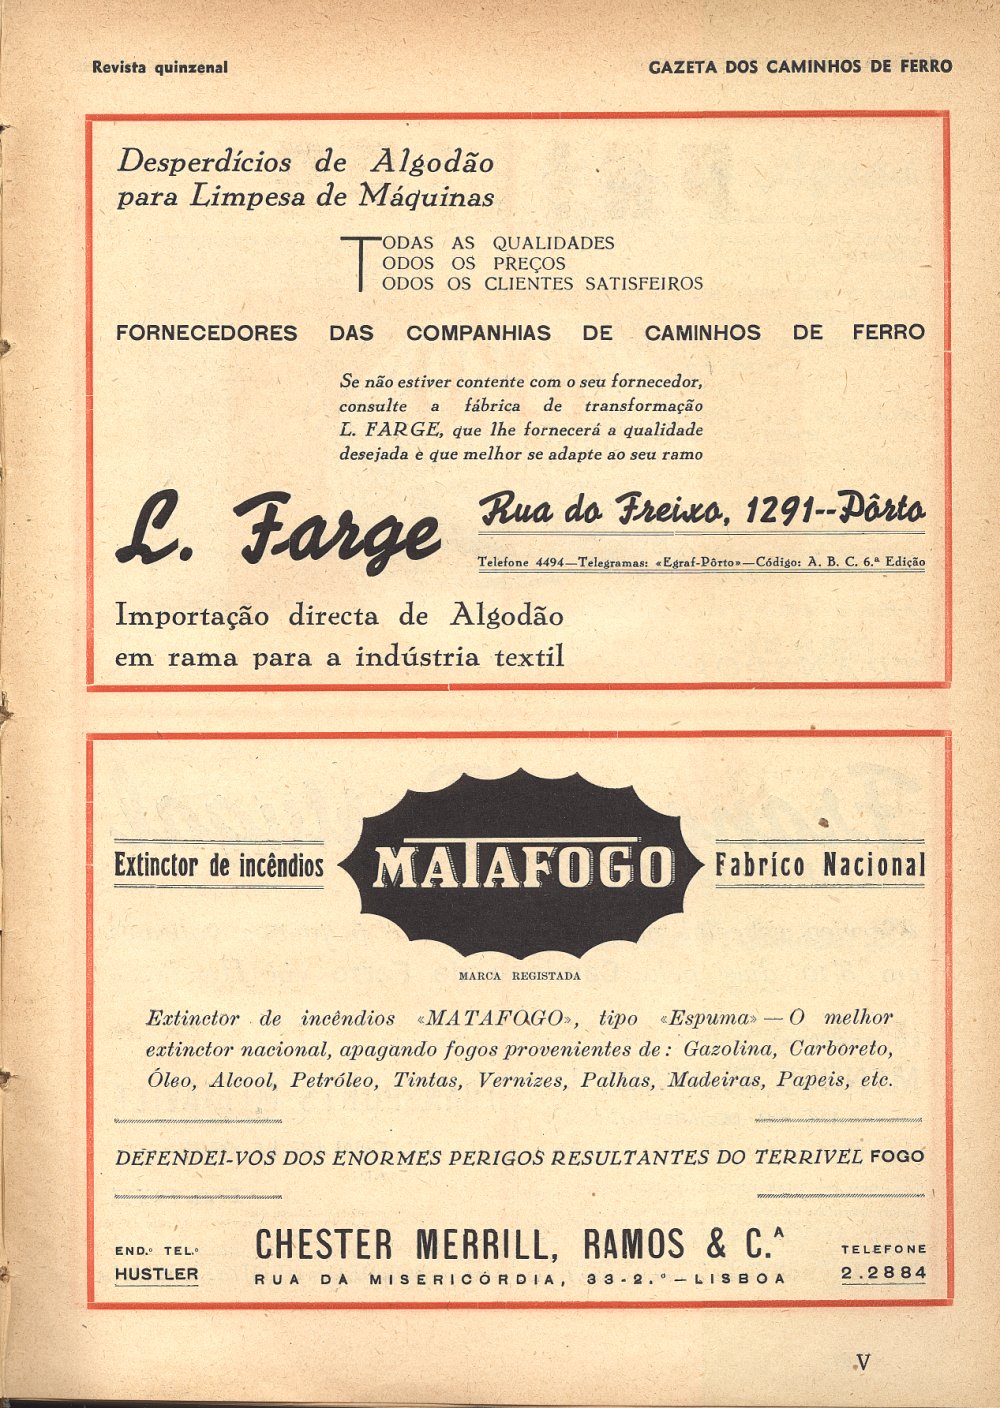 Revista quinzenal
GAZETA DOS CAMINHOS DE FERRO
Desperdícios de Algodão
para Limpesa de Máquinas
TODAS AS QUALIDADES
ODOS OS PREÇOS
ODOS OS CLIENTES SATISFEIROS
FORNECEDORES DAS COMPANHIAS DE CAMINHOS DE FERRO
Se não estiver contente com o seu fornecedor,
consulte a fábrica de transformação
L. FARGE, que lhe fornecerá a qualidade
desejada e que melhor se adapte ao seu ramo
L. Farge
Rua do Freixo, 1291--Pôrto
Telefone 4494—Telegramas: «Egraf-Pôrto»—Código: A. B. C. 6.ª Edição
Importação directa de Algodão
em rama para a indústria textil
Extinctor de incêndios
MATAFOGO
Fabríco Nacional
MARCA REGISTADA
Extinctor de incêndios «MATAFOGO», tipo «Espuma» — O melhor
extinctor nacional, apagando fogos provenientes de: Gazolina, Carboreto,
Óleo, Alcool, Petróleo, Tintas, Vernizes, Palhas, Madeiras, Papeis, etc.
DEFENDEI-VOS DOS ENORMES PERIGOS RESULTANTES DO TERRIVEL FOGO
END.º TEL.º
HUSTLER
CHESTER MERRILL, RAMOS & C.ª
RUA DA MISERICÓRDIA, 33-2.º—LISBOA
TELEFONE
2.2884
V